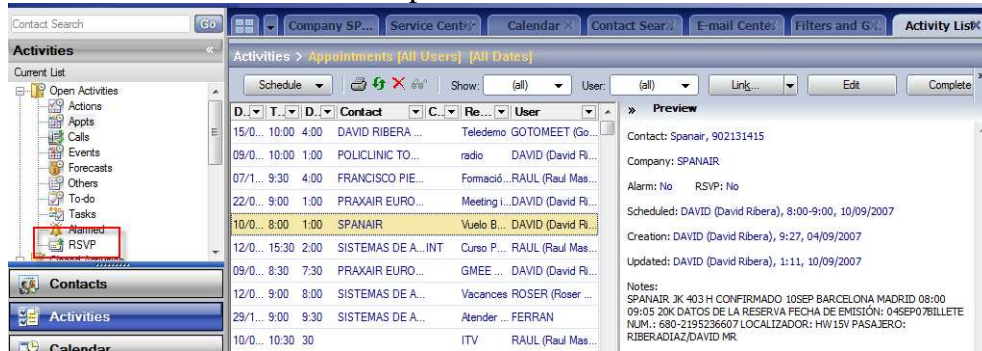 Contact Search Go Company SP... Service Center Calendar Contact Sear E-mail Center Filters and G Activity List
Activities Activities > Appointments [All Users] [All Dates]
Current List
Schedule Show: (all) User: (all) Link... Edit Complete
Open Activities
Actions
Appts
Calls
Events
Forecasts
Others
To-do
Tasks
Alarmed
RSVP
Closed Activities
Contacts
Activities
Calendar
D.. T.. D.. Contact C.. Re... User
15/0... 10:00 4:00 DAVID RIBERA ... Teledemo GOTOMEET (Go...
09/0... 10:00 1:00 POLICLINIC TO... radio DAVID (David Ri...
07/1... 9:30 4:00 FRANCISCO PIE... Formació... RAUL (Raul Mas...
22/0... 9:00 1:00 PRAXAIR EURO... Meeting i... DAVID (David Ri...
10/0... 8:00 1:00 SPANAIR Vuelo B... DAVID (David Ri...
12/0... 15:30 2:00 SISTEMAS DE A... INT Curso P... RAUL (Raul Mas...
09/0... 8:30 7:30 PRAXAIR EURO... GMEE ... DAVID (David Ri...
12/0... 9:00 8:00 SISTEMAS DE A... Vacances ROSER (Roser ...
29/1... 9:00 9:30 SISTEMAS DE A... Atender ... FERRAN
10/0... 10:30 30 ITV RAUL (Raul Mas...
» Preview
Contact: Spanair, 902131415
Company: SPANAIR
Alarm: No RSVP: No
Scheduled: DAVID (David Ribera), 8:00-9:00, 10/09/2007
Creation: DAVID (David Ribera), 9:27, 04/09/2007
Updated: DAVID (David Ribera), 1:11, 10/09/2007
Notes:
SPANAIR JK 403 H CONFIRMADO 10SEP BARCELONA MADRID 08:00
09:05 20K DATOS DE LA RESERVA FECHA DE EMISIÓN: 04SEP07BILLETE
NUM.: 680-2195236607 LOCALIZADOR: HW15V PASAJERO:
RIBERADIAZ/DAVID MR